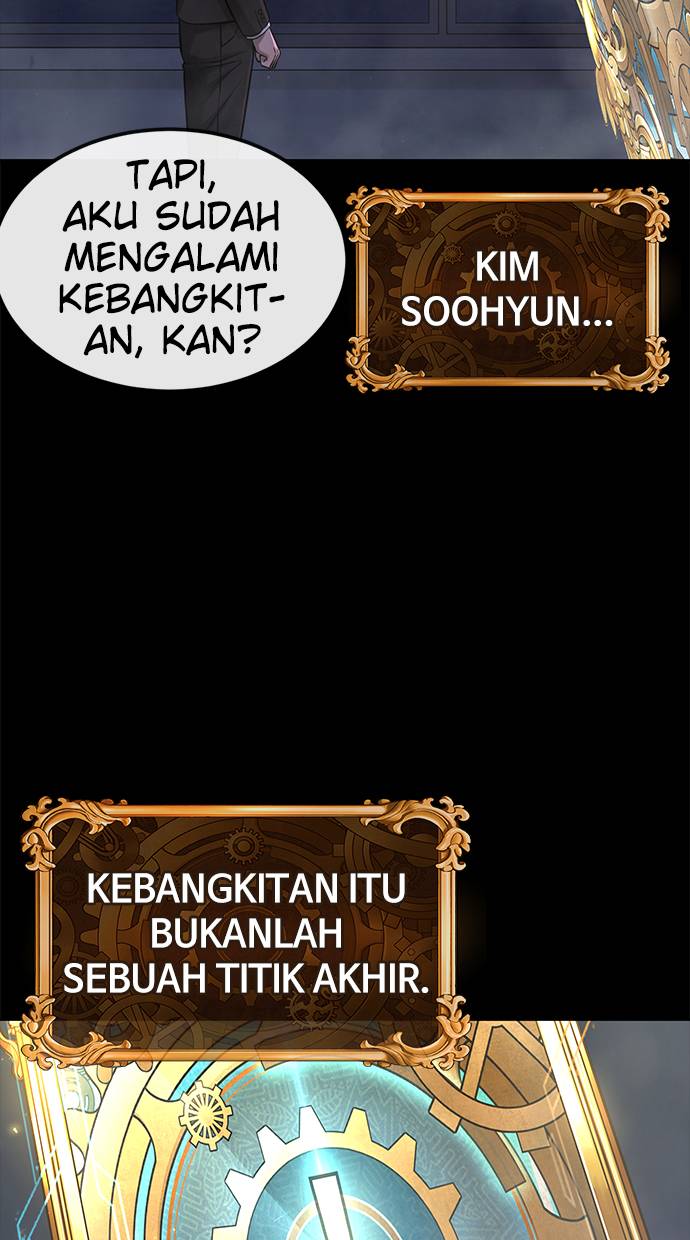 TAPI,
AKU SUDAH
MENGALAMI
KEBANGKIT-
AN, KAN?
KIM
SOOHYUN...
KEBANGKITAN ITU
BUKANLAH
SEBUAH TITIK AKHIR.